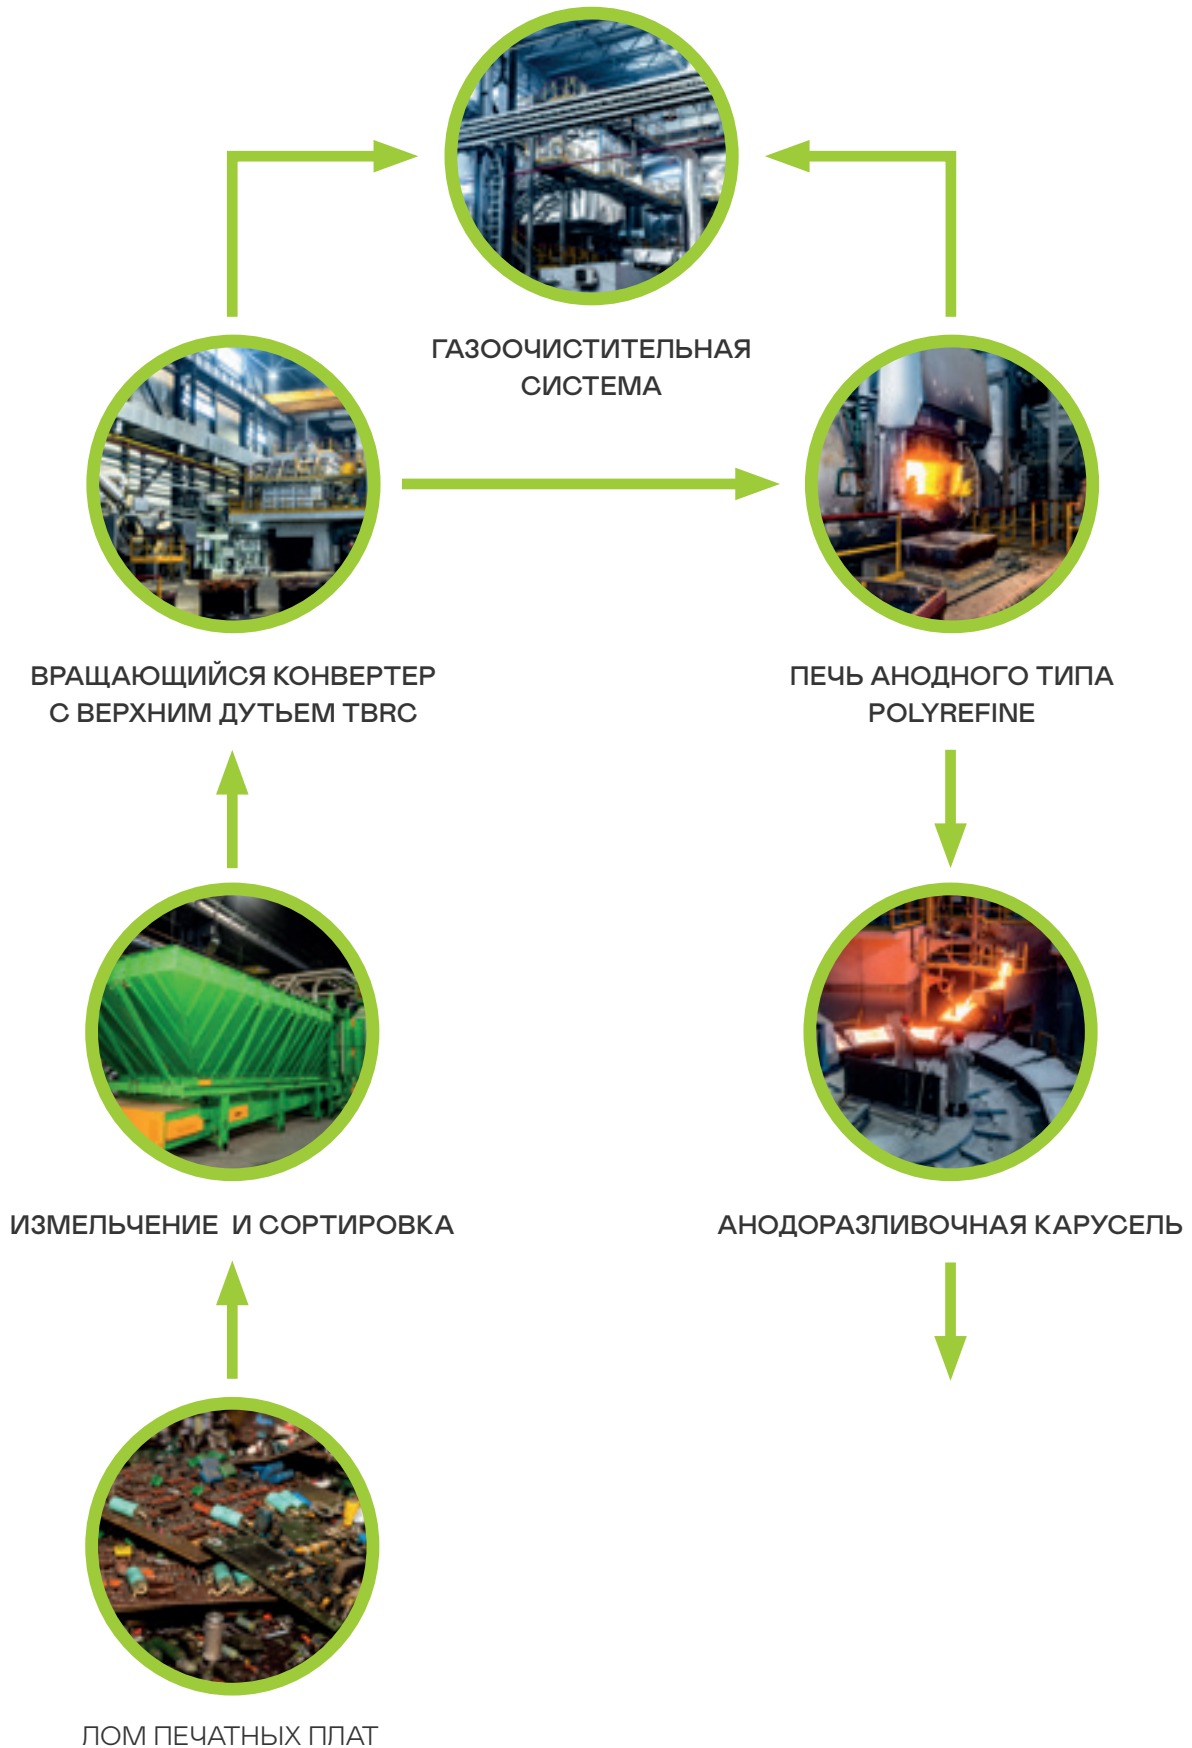 ГАЗООЧИСТИТЕЛЬНАЯ
СИСТЕМА
ВРАЩАЮЩИЙСЯ КОНВЕРТЕР
С ВЕРХНИМ ДУТЬЕМ TBRC
ПЕЧЬ АНОДНОГО ТИПА
POLYREFINE
ИЗМЕЛЬЧЕНИЕ И СОРТИРОВКА
АНОДОРАЗЛИВОЧНАЯ КАРУСЕЛЬ
ЛОМ ПЕЧАТНЫХ ПЛАТ